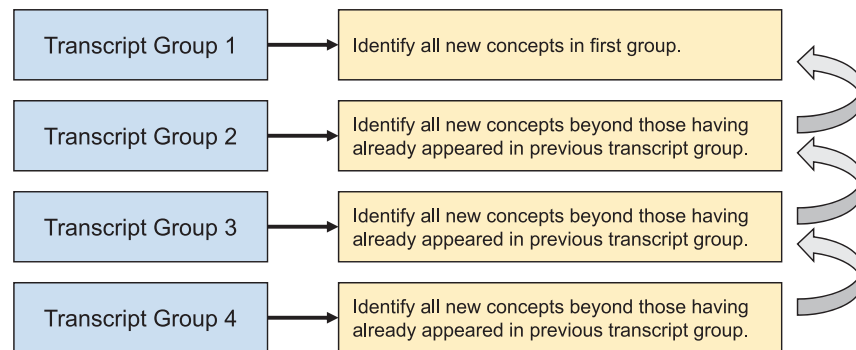 Transcript Group 1
Identify all new concepts in first group.
Transcript Group 2
Identify all new concepts beyond those having
already appeared in previous transcript group.
Transcript Group 3
Identify all new concepts beyond those having
already appeared in previous transcript group.
Transcript Group 4
Identify all new concepts beyond those having
already appeared in previous transcript group.